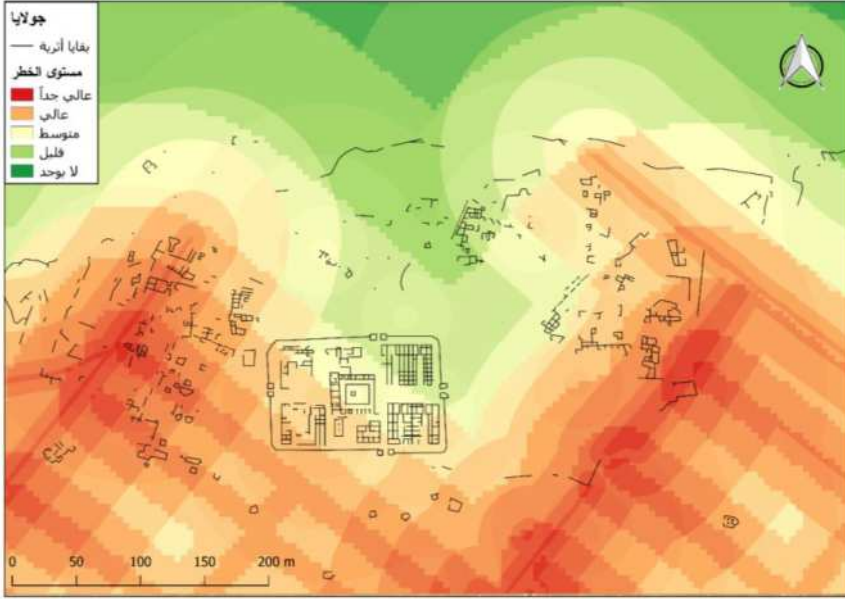 جولايا
بقايا أثرية
مستوى الخطر
عالي جداً
عالي
متوسط
قليل
لا يوجد
0 50 100 150 200 m